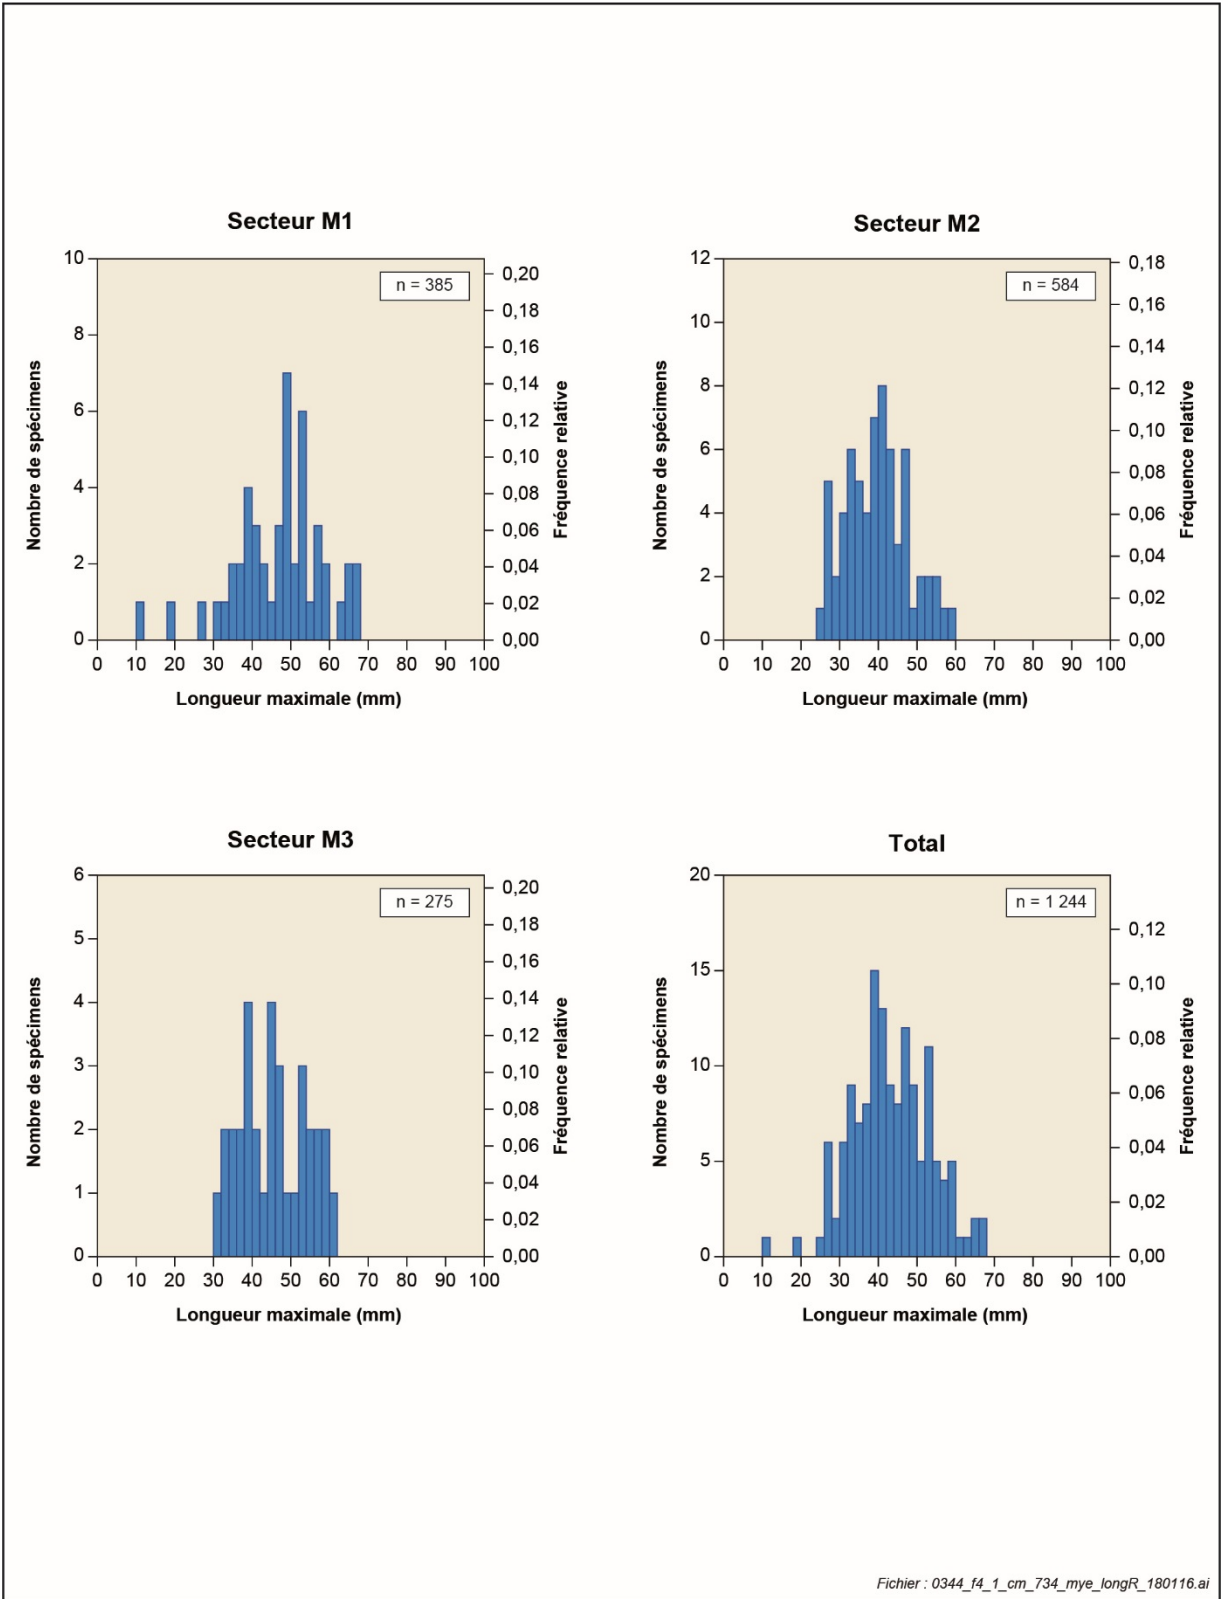 Secteur M1
n = 385
10
8
6
4
2
0
Nombre de spécimens
0,20
0,18
0,16
0,14
0,12
0,10
0,08
0,06
0,04
0,02
0,00
Fréquence relative
0 10 20 30 40 50 60 70 80 90 100
Longueur maximale (mm)
Secteur M2
n = 584
12
10
8
6
4
2
0
Nombre de spécimens
0,18
0,16
0,14
0,12
0,10
0,08
0,06
0,04
0,02
0,00
Fréquence relative
0 10 20 30 40 50 60 70 80 90 100
Longueur maximale (mm)
Secteur M3
n = 275
6
5
4
3
2
1
0
Nombre de spécimens
0,20
0,18
0,16
0,14
0,12
0,10
0,08
0,06
0,04
0,02
0,00
Fréquence relative
0 10 20 30 40 50 60 70 80 90 100
Longueur maximale (mm)
Total
n = 1 244
20
15
10
5
0
Nombre de spécimens
0,12
0,10
0,08
0,06
0,04
0,02
0,00
Fréquence relative
0 10 20 30 40 50 60 70 80 90 100
Longueur maximale (mm)
Fichier : 0344_f4_1_cm_734_mye_longR_180116.ai